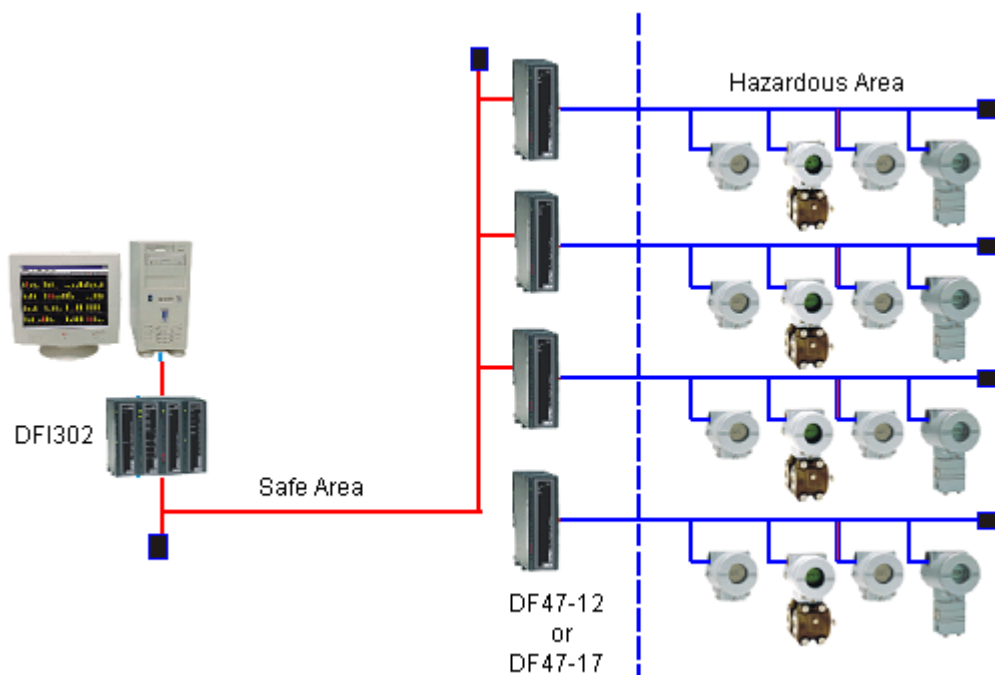 Hazardous Area
DFI302
Safe Area
DF47-12
or
DF47-17